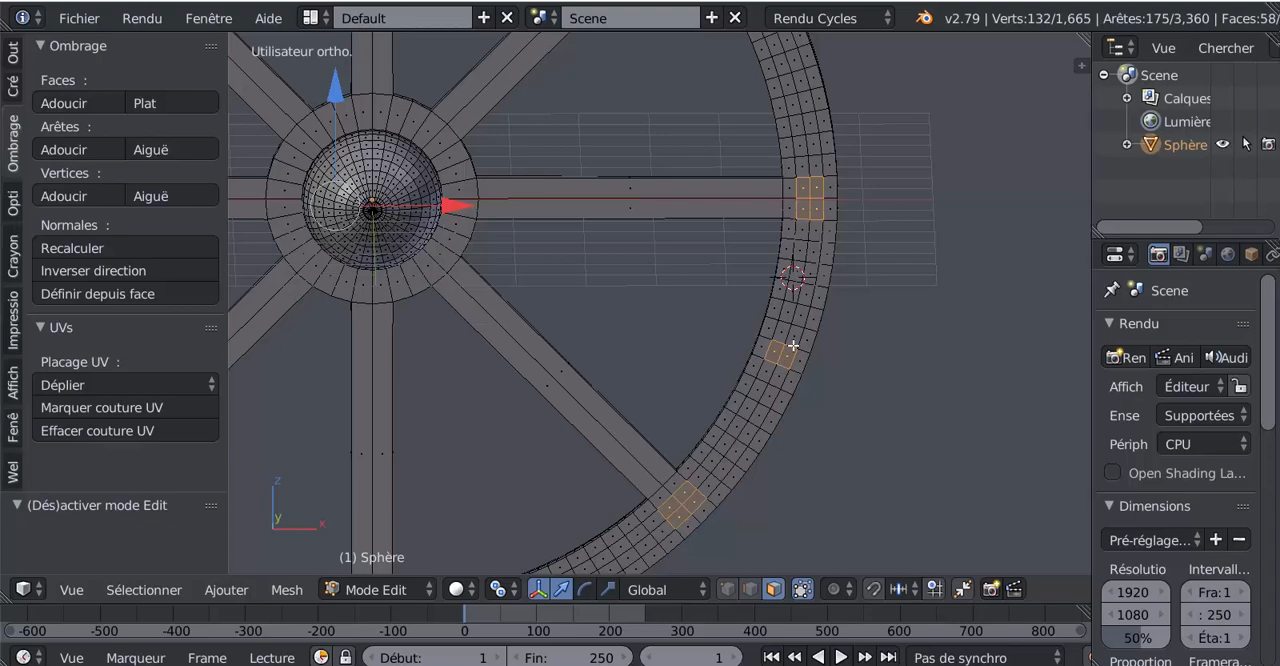 Fichier Rendu Fenêtre Aide Default Scene Rendu Cycles v2.79 | Verts:132/1,665 | Arêtes:175/3,360 | Faces:58/
Out
Cré
Ombrage
Opti
Crayon
Impressio
Affich
Fenê
Wel
Ombrage
Faces :
Adoucir Plat
Arêtes :
Adoucir Aiguë
Vertices :
Adoucir Aiguë
Normales :
Recalculer
Inverser direction
Définir depuis face
UVs
Placage UV :
Déplier
Marquer couture UV
Effacer couture UV
(Dés)activer mode Edit
Utilisateur ortho.
z
y x
(1) Sphère
Vue Chercher
Scene
Calques
Lumière
Sphère
Scene
Rendu
Ren Ani Audi
Affich Éditeur
Ense Supportées
Périph CPU
Open Shading La...
Dimensions
Pré-réglage...
Résolutio Intervall...
1920 Fra:1
1080 : 250
50% Éta:1
Proportion Fréquence
Vue Sélectionner Ajouter Mesh Mode Edit Global
-600 -500 -400 -300 -200 -100 0 100 200 300 400 500 600 700 800
Vue Marqueur Frame Lecture Début: 1 Fin: 250 1 Pas de synchro